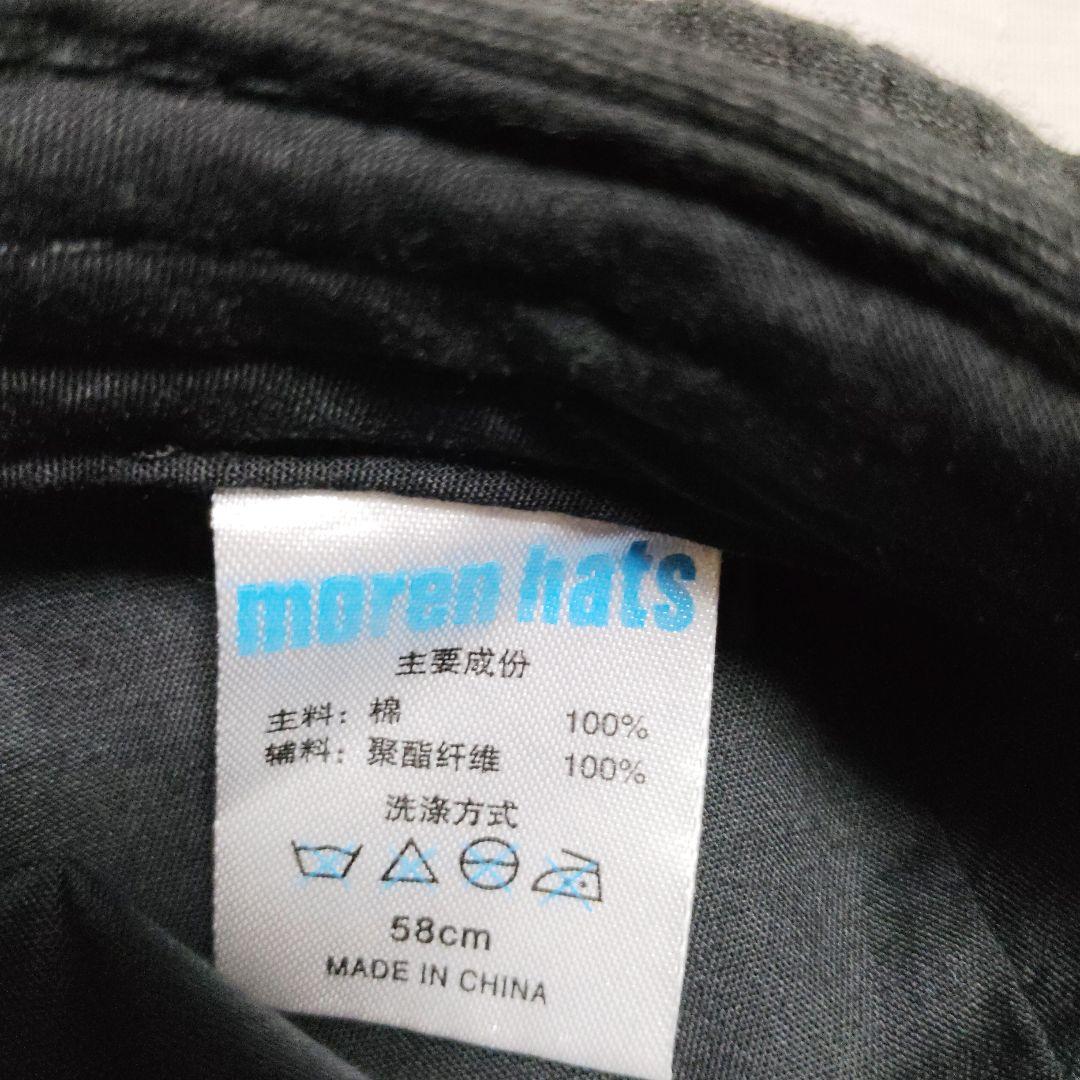 moren hats
主要成份
主料：棉 100%
辅料：聚酯纤维 100%
洗涤方式
58cm
MADE IN CHINA